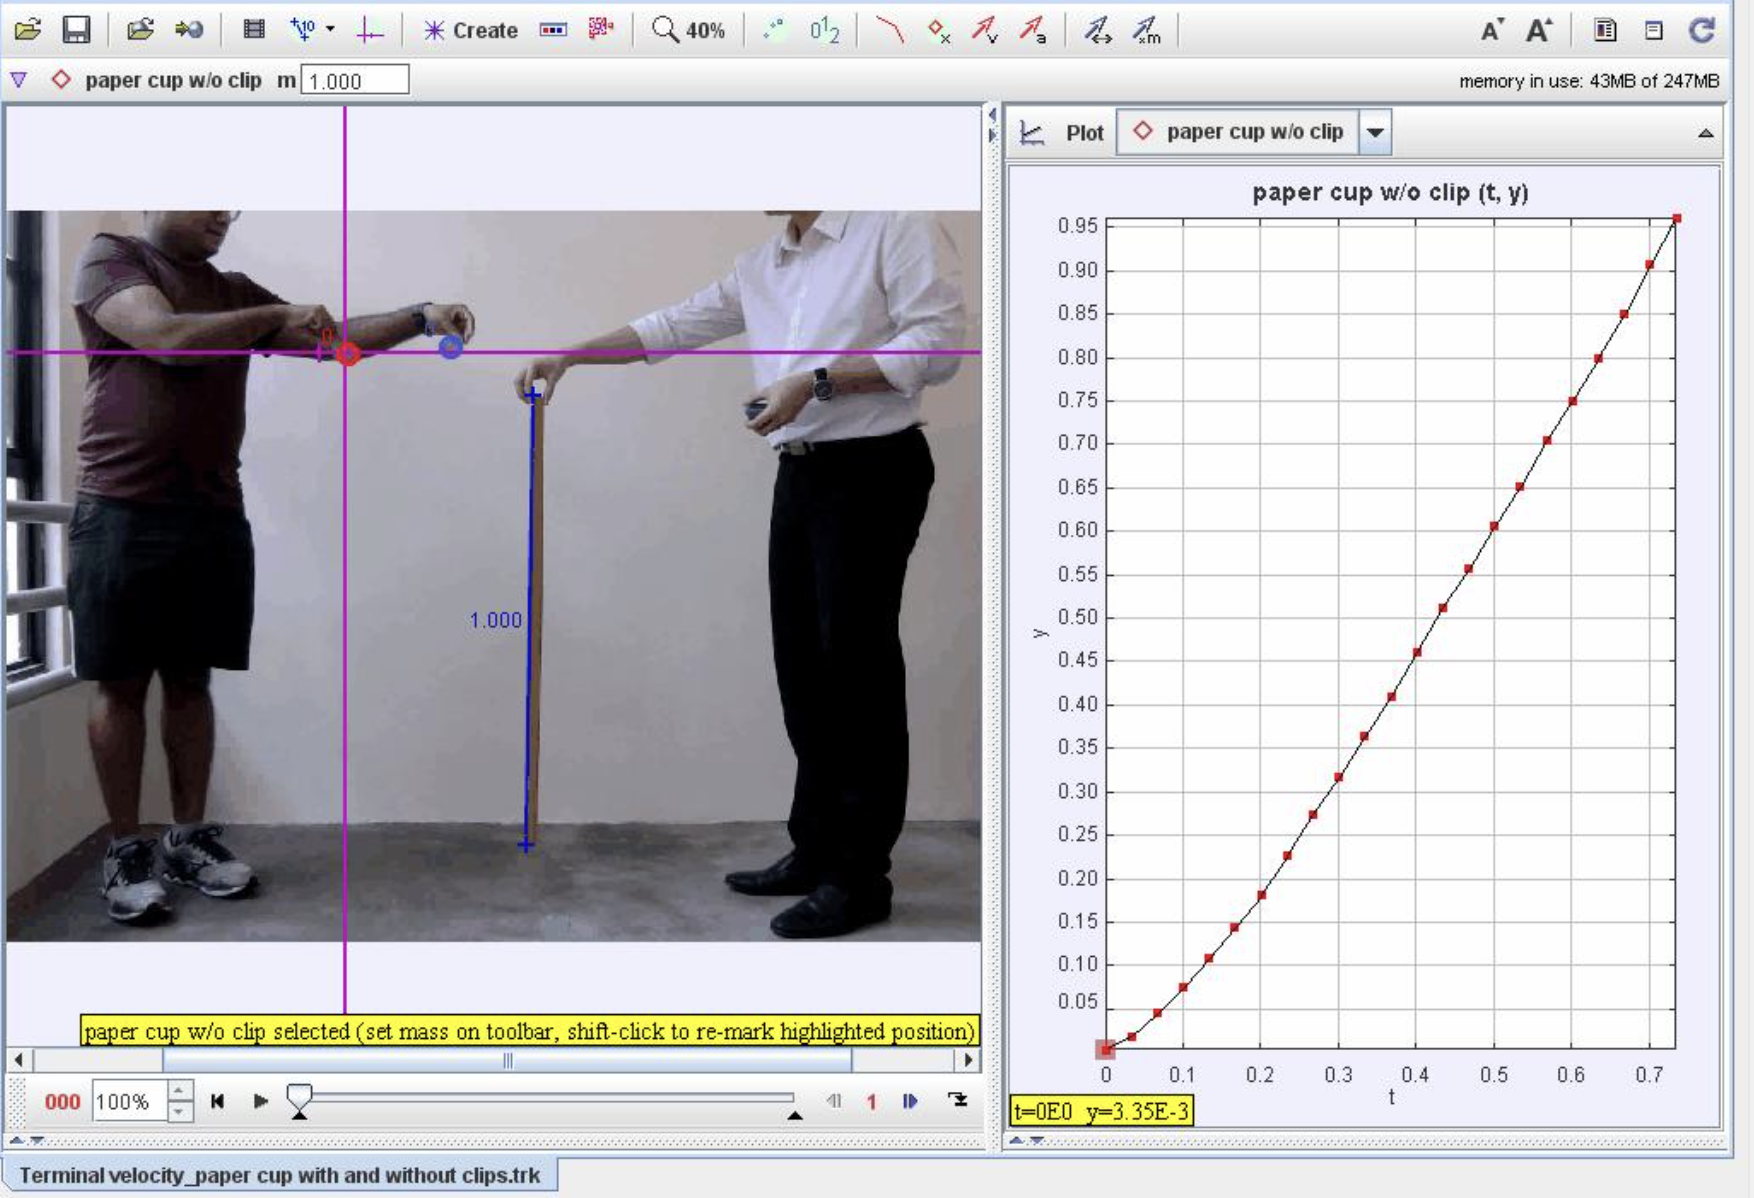 Create
40%
paper cup w/o clip m 1.000
memory in use: 43MB of 247MB
Plot paper cup w/o clip
paper cup w/o clip (t, y)
0.95
0.90
0.85
0.80
0.75
0.70
0.65
0.60
0.55
0.50
0.45
0.40
0.35
0.30
0.25
0.20
0.15
0.10
0.05
y
0 0.1 0.2 0.3 0.4 0.5 0.6 0.7
t
t=0E0 y=3.35E-3
0
1.000
paper cup w/o clip selected (set mass on toolbar, shift-click to re-mark highlighted position)
000 100% 1
Terminal velocity_paper cup with and without clips.trk